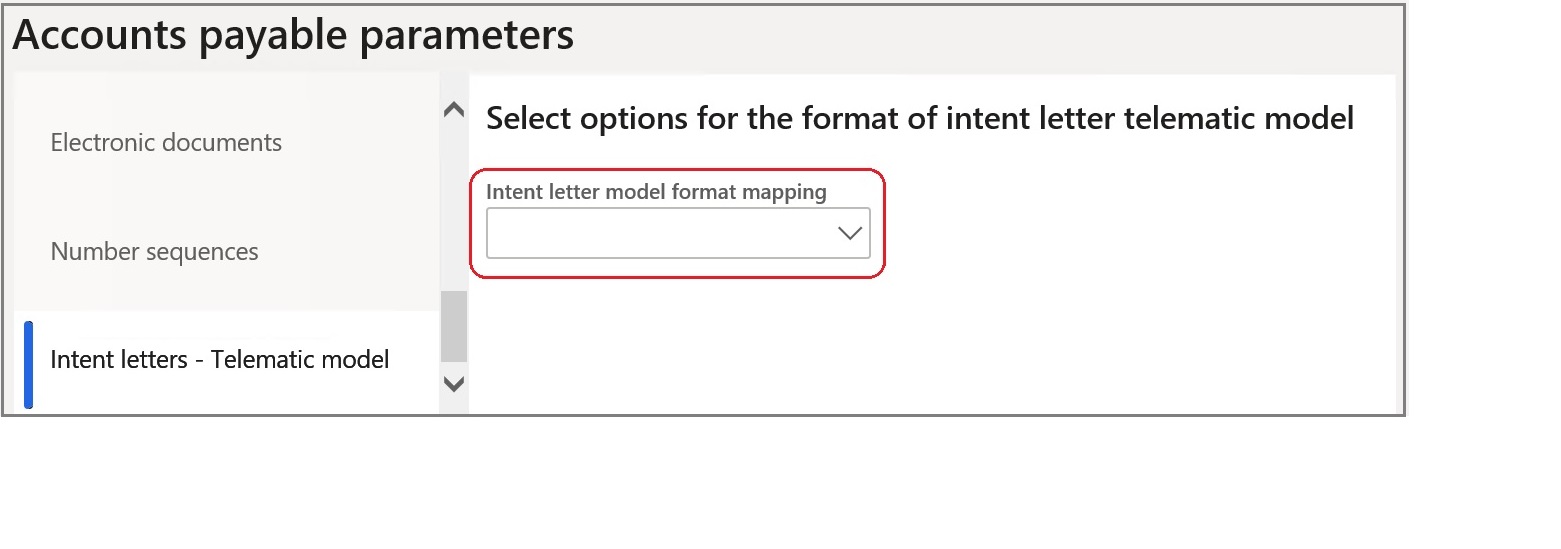 Accounts payable parameters
Electronic documents
Number sequences
Intent letters - Telematic model
Select options for the format of intent letter telematic model
Intent letter model format mapping